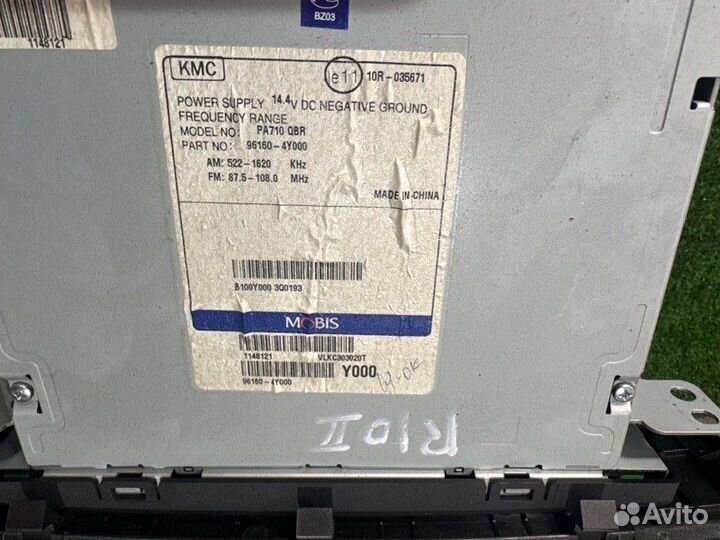 1148121
BZ03
KMC
e11 10R-035671
POWER SUPPLY 14.4V DC NEGATIVE GROUND
FREQUENCY RANGE
MODEL NO: PA710 QBR
PART NO: 96160-4Y000
AM: 522-1620 KHz
FM: 87.5-108.0 MHz
MADE IN CHINA
B100Y000 3Q0193
MOBIS
1148121 VLKC303020T
Y000
96160-4Y000
RIO II
Avito